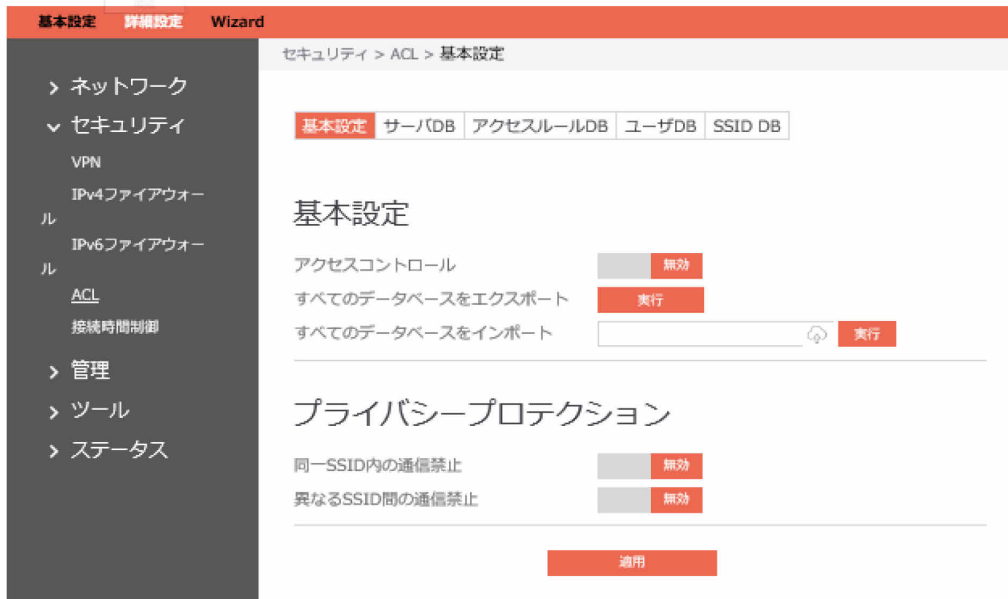 基本設定 詳細設定 Wizard
セキュリティ > ACL > 基本設定
> ネットワーク
セキュリティ
VPN
IPv4ファイアウォー
ル
IPv6ファイアウォー
ル
ACL
接続時間制御
> 管理
> ツール
> ステータス
基本設定 サーバDB アクセスルールDB ユーザDB SSID DB
基本設定
アクセスコントロール 無効
すべてのデータベースをエクスポート 実行
すべてのデータベースをインポート 実行
プライバシープロテクション
同一SSID内の通信禁止 無効
異なるSSID間の通信禁止 無効
適用